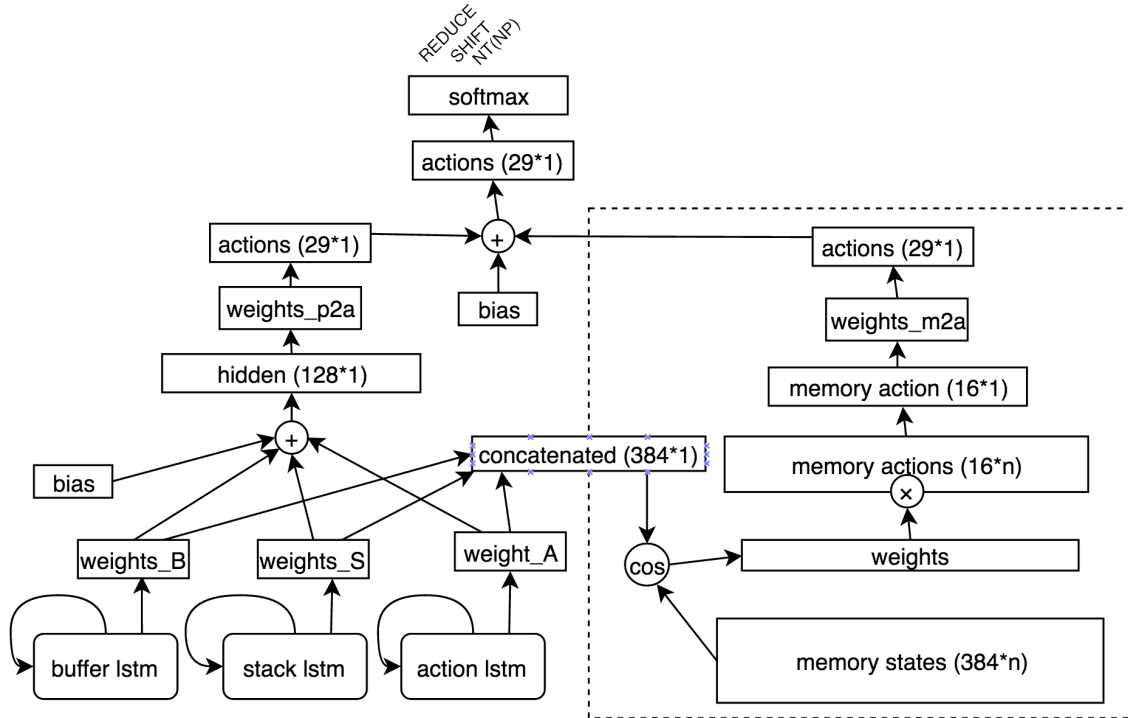 REDUCE
SHIFT
NT(NP)
softmax
actions (29*1)
actions (29*1)
+
actions (29*1)
weights_p2a
bias
weights_m2a
hidden (128*1)
memory action (16*1)
+
concatenated (384*1)
memory actions (16*n)
bias
×
weights_B
weights_S
weight_A
cos
weights
buffer lstm
stack lstm
action lstm
memory states (384*n)